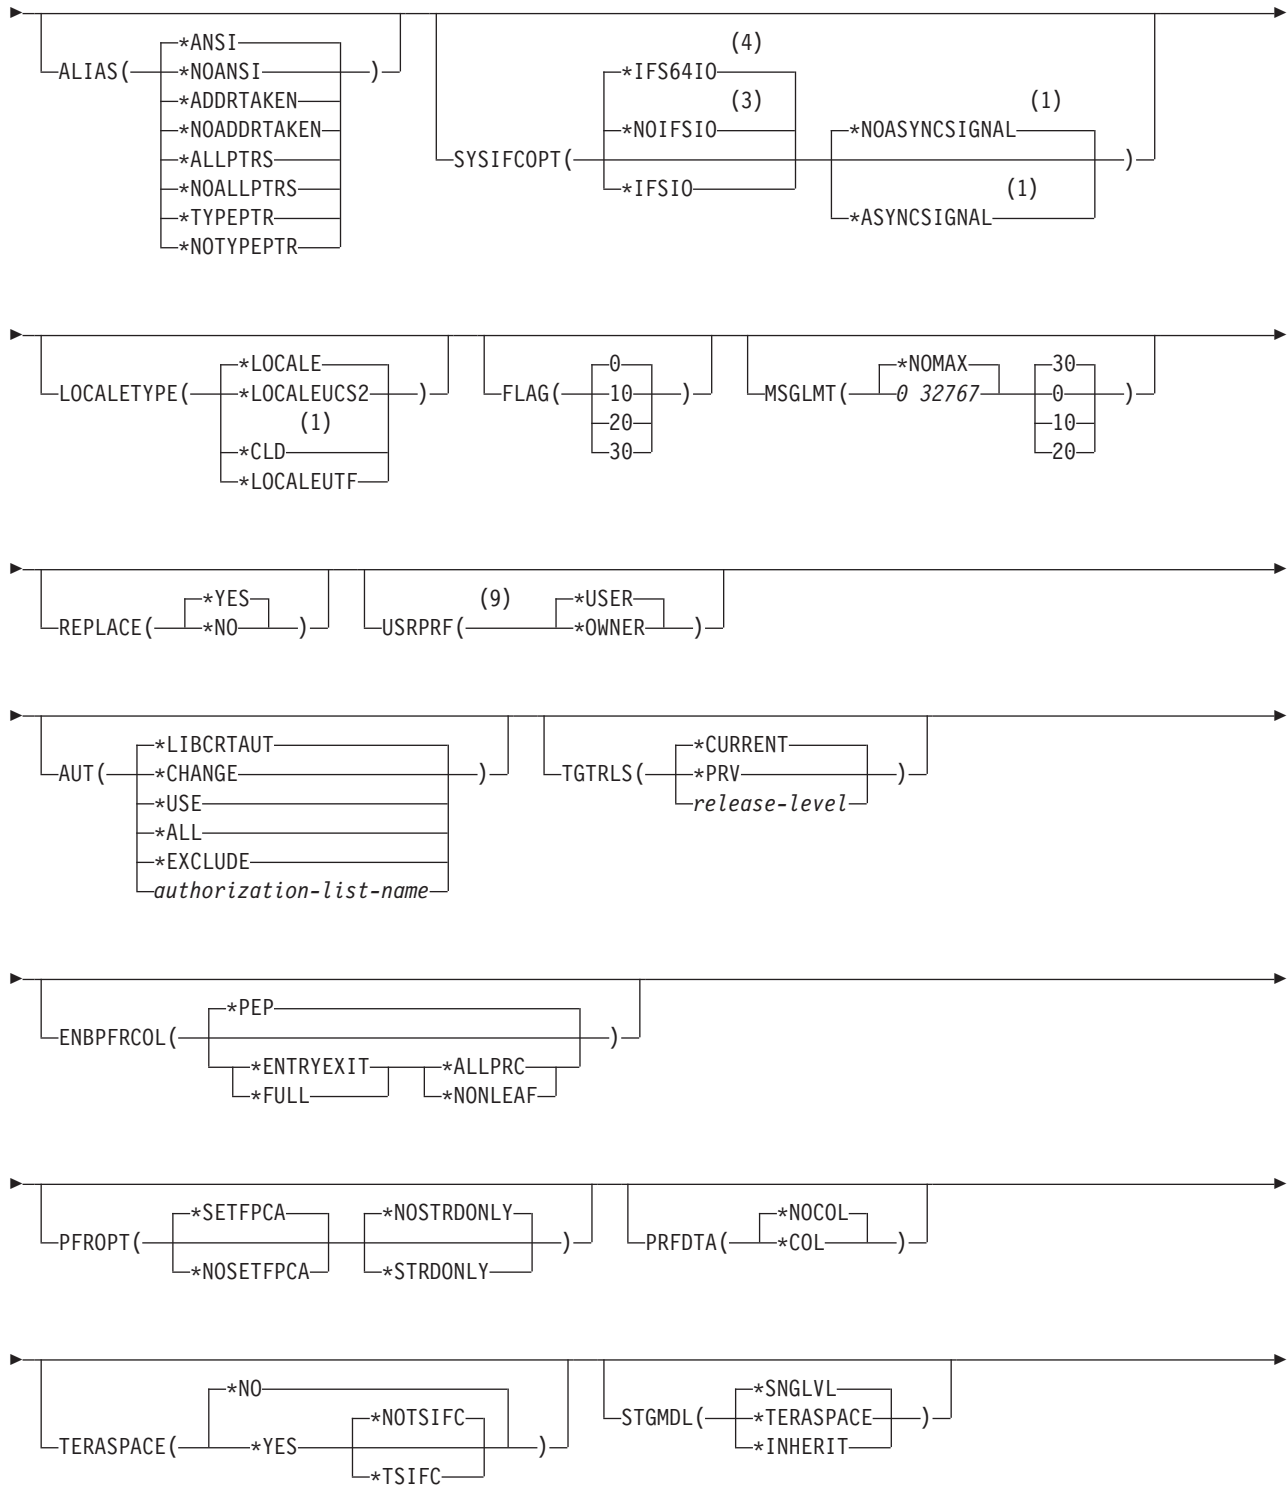 *ANSI
ALIAS( *NOANSI )
*ADDRTAKEN
*NOADDRTAKEN
*ALLPTRS
*NOALLPTRS
*TYPEPTR
*NOTYPEPTR
(4)
*IFS64IO
(3) (1)
*NOIFSIO *NOASYNCSIGNAL
SYSIFCOPT( )
(1)
*IFSIO *ASYNCSIGNAL
*LOCALE
LOCALETYPE( *LOCALEUCS2 )
(1)
*CLD
*LOCALEUTF
0
FLAG( 10 )
20
30
*NOMAX 30
MSGLMT( 0 32767 0 )
10
20
*YES
REPLACE( *NO )
(9) *USER
USRPRF( *OWNER )
*LIBCRTAUT
AUT( *CHANGE )
*USE
*ALL
*EXCLUDE
authorization-list-name
*CURRENT
TGTRLS( *PRV )
release-level
*PEP
ENBPFRCOL( )
*ENTRYEXIT *ALLPRC
*FULL *NONLEAF
*SETFPCA *NOSTRDONLY
PFROPT( )
*NOSETFPCA *STRDONLY
*NOCOL
PRFDTA( *COL )
*NO
*NOTSIFC
TERASPACE( *YES )
*TSIFC
*SNGLVL
STGMDL( *TERASPACE )
*INHERIT